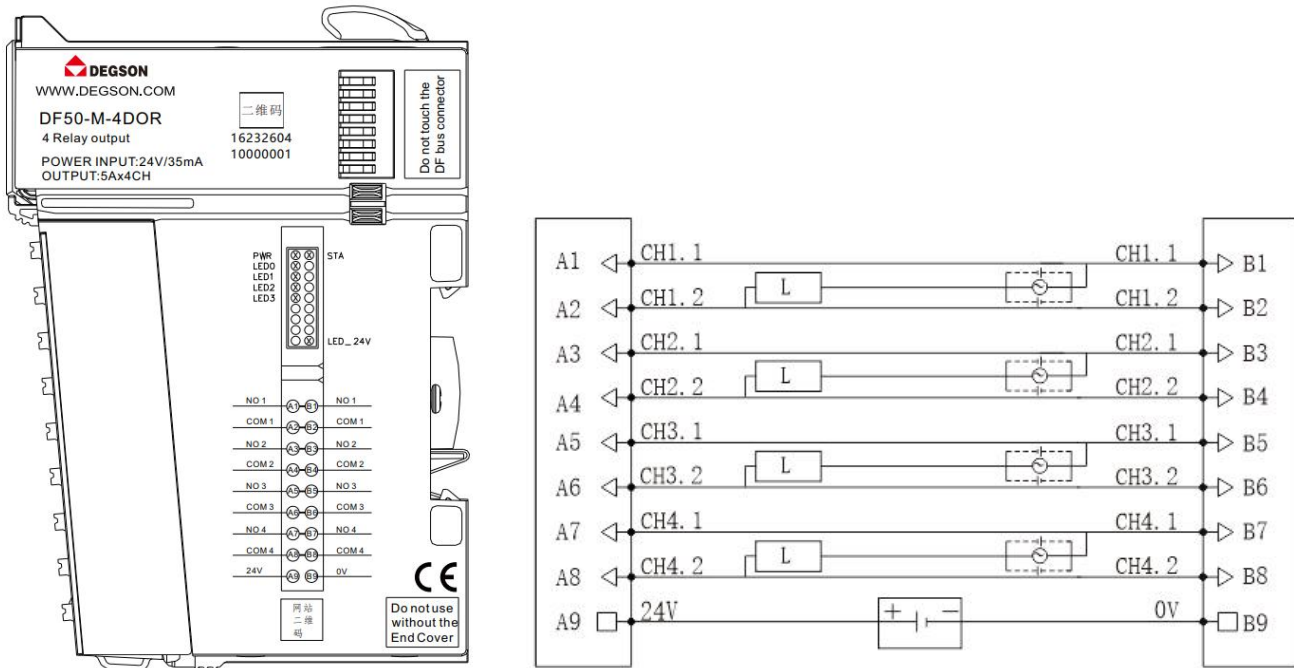 DEGSON
WWW.DEGSON.COM
DF50-M-4DOR
4 Relay output
POWER INPUT:24V/35mA
OUTPUT:5Ax4CH
二维码
16232604
10000001
Do not touch the
DF bus connector
PWR STA
LED0
LED1
LED2
LED3
LED_24V
NO 1 A1 B1 NO 1
COM 1 A2 B2 COM 1
NO 2 A3 B3 NO 2
COM 2 A4 B4 COM 2
NO 3 A5 B5 NO 3
COM 3 A6 B6 COM 3
NO 4 A7 B7 NO 4
COM 4 A8 B8 COM 4
24V A9 B9 0V
网站
二维
码
CE
Do not use
without the
End Cover
A1 CH1.1 CH1.1 B1
L
A2 CH1.2 CH1.2 B2
A3 CH2.1 CH2.1 B3
L
A4 CH2.2 CH2.2 B4
A5 CH3.1 CH3.1 B5
L
A6 CH3.2 CH3.2 B6
A7 CH4.1 CH4.1 B7
L
A8 CH4.2 CH4.2 B8
A9 24V + − 0V B9